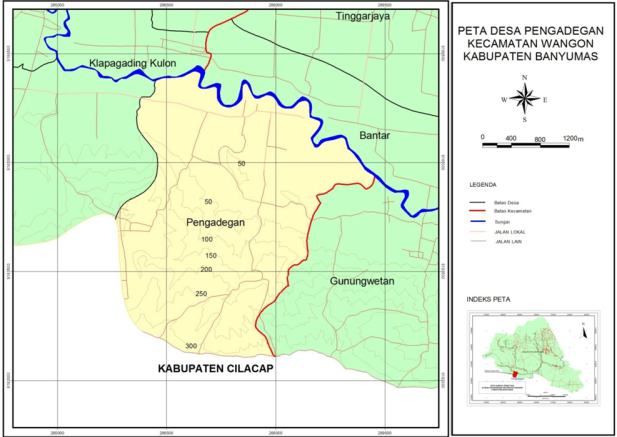 Tinggarjaya
Klapagading Kulon
Bantar
50
50
Pengadegan
100
150
200
250
300
Gunungwetan
KABUPATEN CILACAP
PETA DESA PENGADEGAN
KECAMATAN WANGON
KABUPATEN BANYUMAS
N
W E
S
0 400 800 1200m
LEGENDA
Batas Desa
Batas Kecamatan
Sungai
JALAN LOKAL
JALAN LAIN
INDEKS PETA